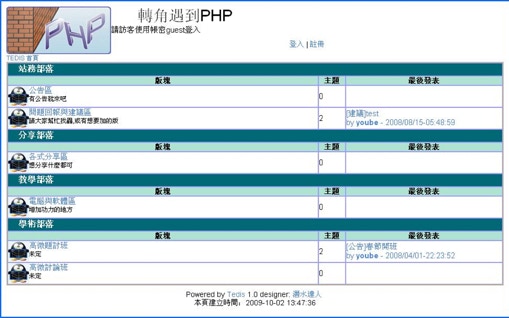 PHP
轉角遇到PHP
請訪客使用帳密guest登入
登入 | 註冊
TEDIS 首頁
站務部落
版塊 主題 最後發表
公告區
有公告就來吧
0
問題回報與建議區
請大家幫忙找蟲,或有想要加的版
2
[建議]test
by yoube - 2008/08/15-05:48:59
分享部落
版塊 主題 最後發表
各式分享區
想分享什麼都可
0
教學部落
版塊 主題 最後發表
電腦與軟體區
增加功力的地方
0
學術部落
版塊 主題 最後發表
高微題討班
未定
2
[公告]春節開班
by yoube - 2008/04/01-22:23:52
高微討論班
未定
0
Powered by Tedis 1.0 designer: 潛水達人
本頁建立時間：2009-10-02 13:47:36